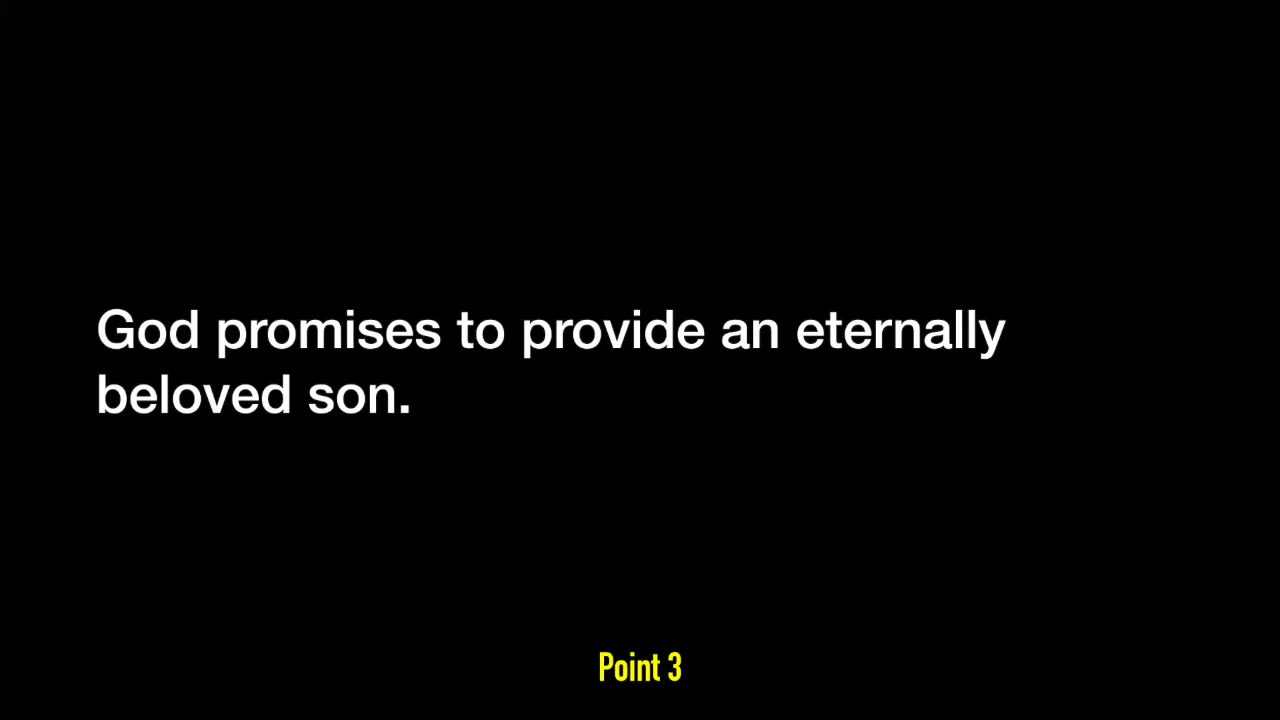 God promises to provide an eternally
beloved son.
Point 3